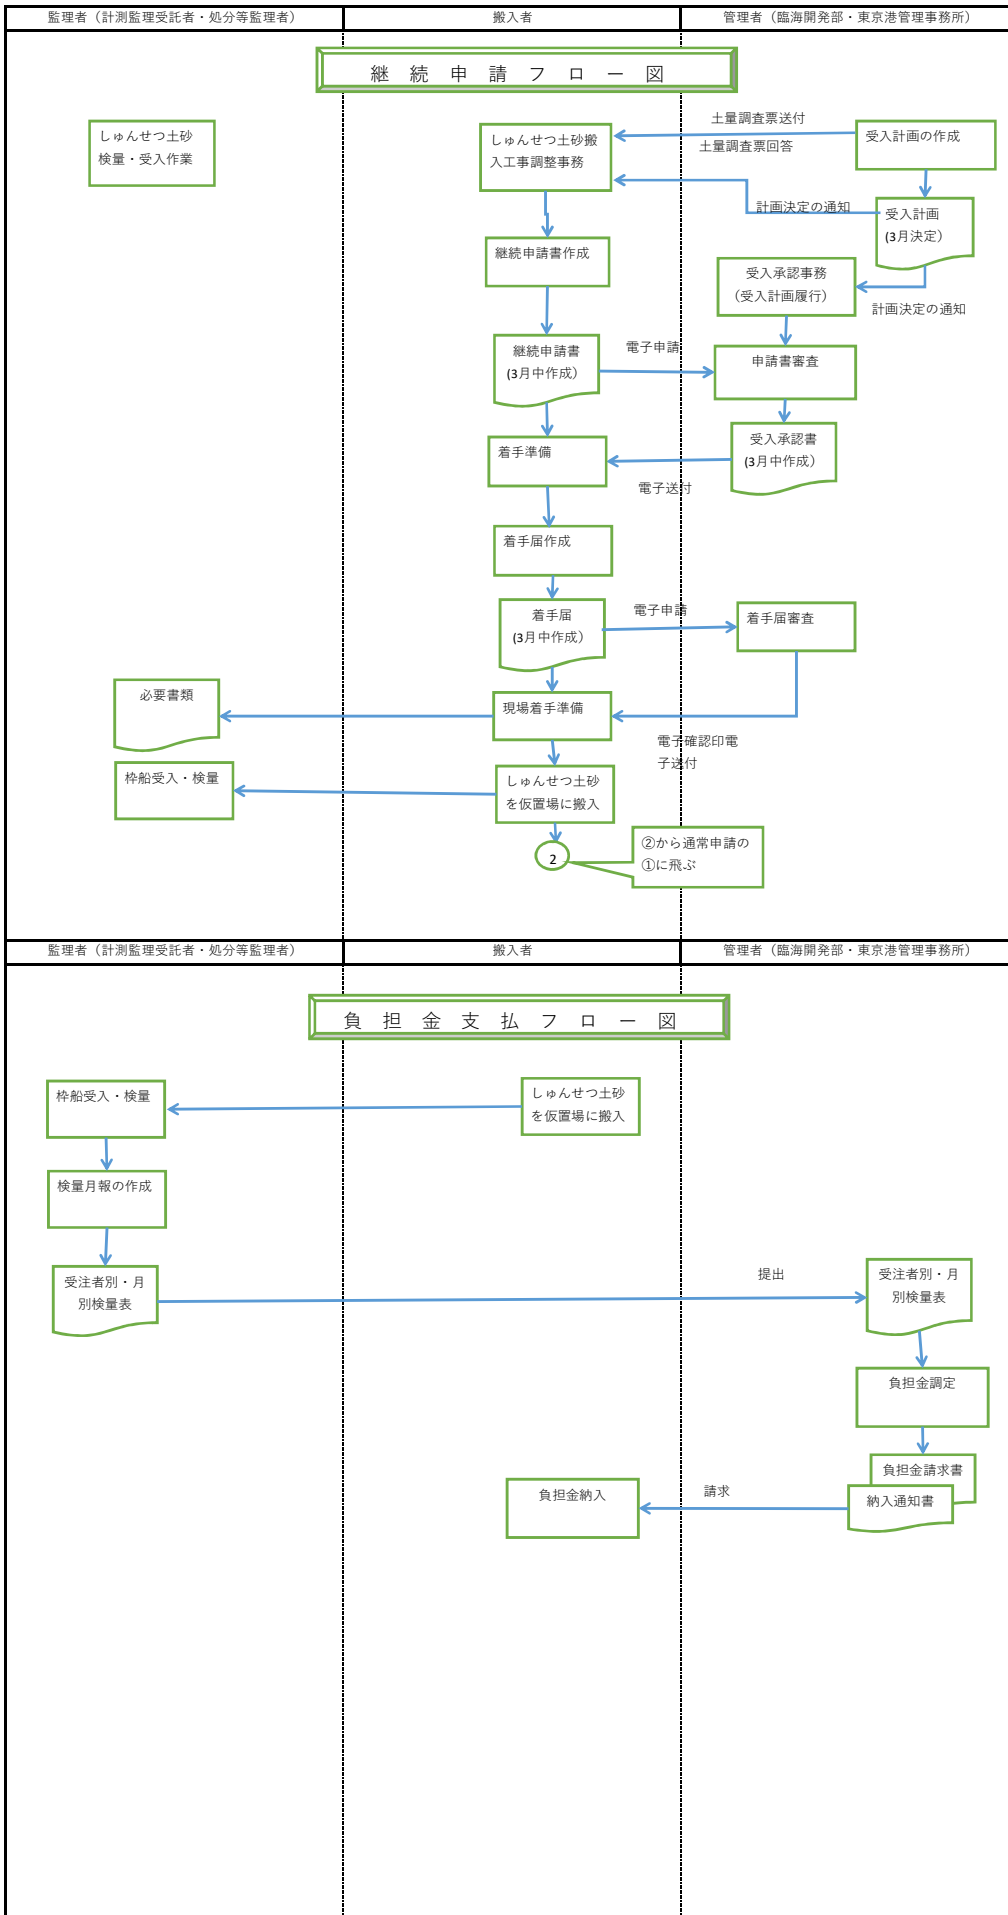 監理者（計測監理受託者・処分等監理者）
搬入者
管理者（臨海開発部・東京港管理事務所）
継続申請フロー図
しゅんせつ土砂
検量・受入作業
しゅんせつ土砂搬
入工事調整事務
土量調査票送付
土量調査票回答
受入計画の作成
計画決定の通知
受入計画
(3月決定）
継続申請書作成
受入承認事務
（受入計画履行）
計画決定の通知
継続申請書
(3月中作成）
電子申請
申請書審査
着手準備
受入承認書
(3月中作成）
電子送付
着手届作成
着手届
(3月中作成）
電子申請
着手届審査
必要書類
現場着手準備
電子確認印電
子送付
枠船受入・検量
しゅんせつ土砂
を仮置場に搬入
2
②から通常申請の
①に飛ぶ
監理者（計測監理受託者・処分等監理者）
搬入者
管理者（臨海開発部・東京港管理事務所）
負担金支払フロー図
枠船受入・検量
しゅんせつ土砂
を仮置場に搬入
検量月報の作成
受注者別・月
別検量表
提出
受注者別・月
別検量表
負担金調定
負担金請求書
納入通知書
請求
負担金納入